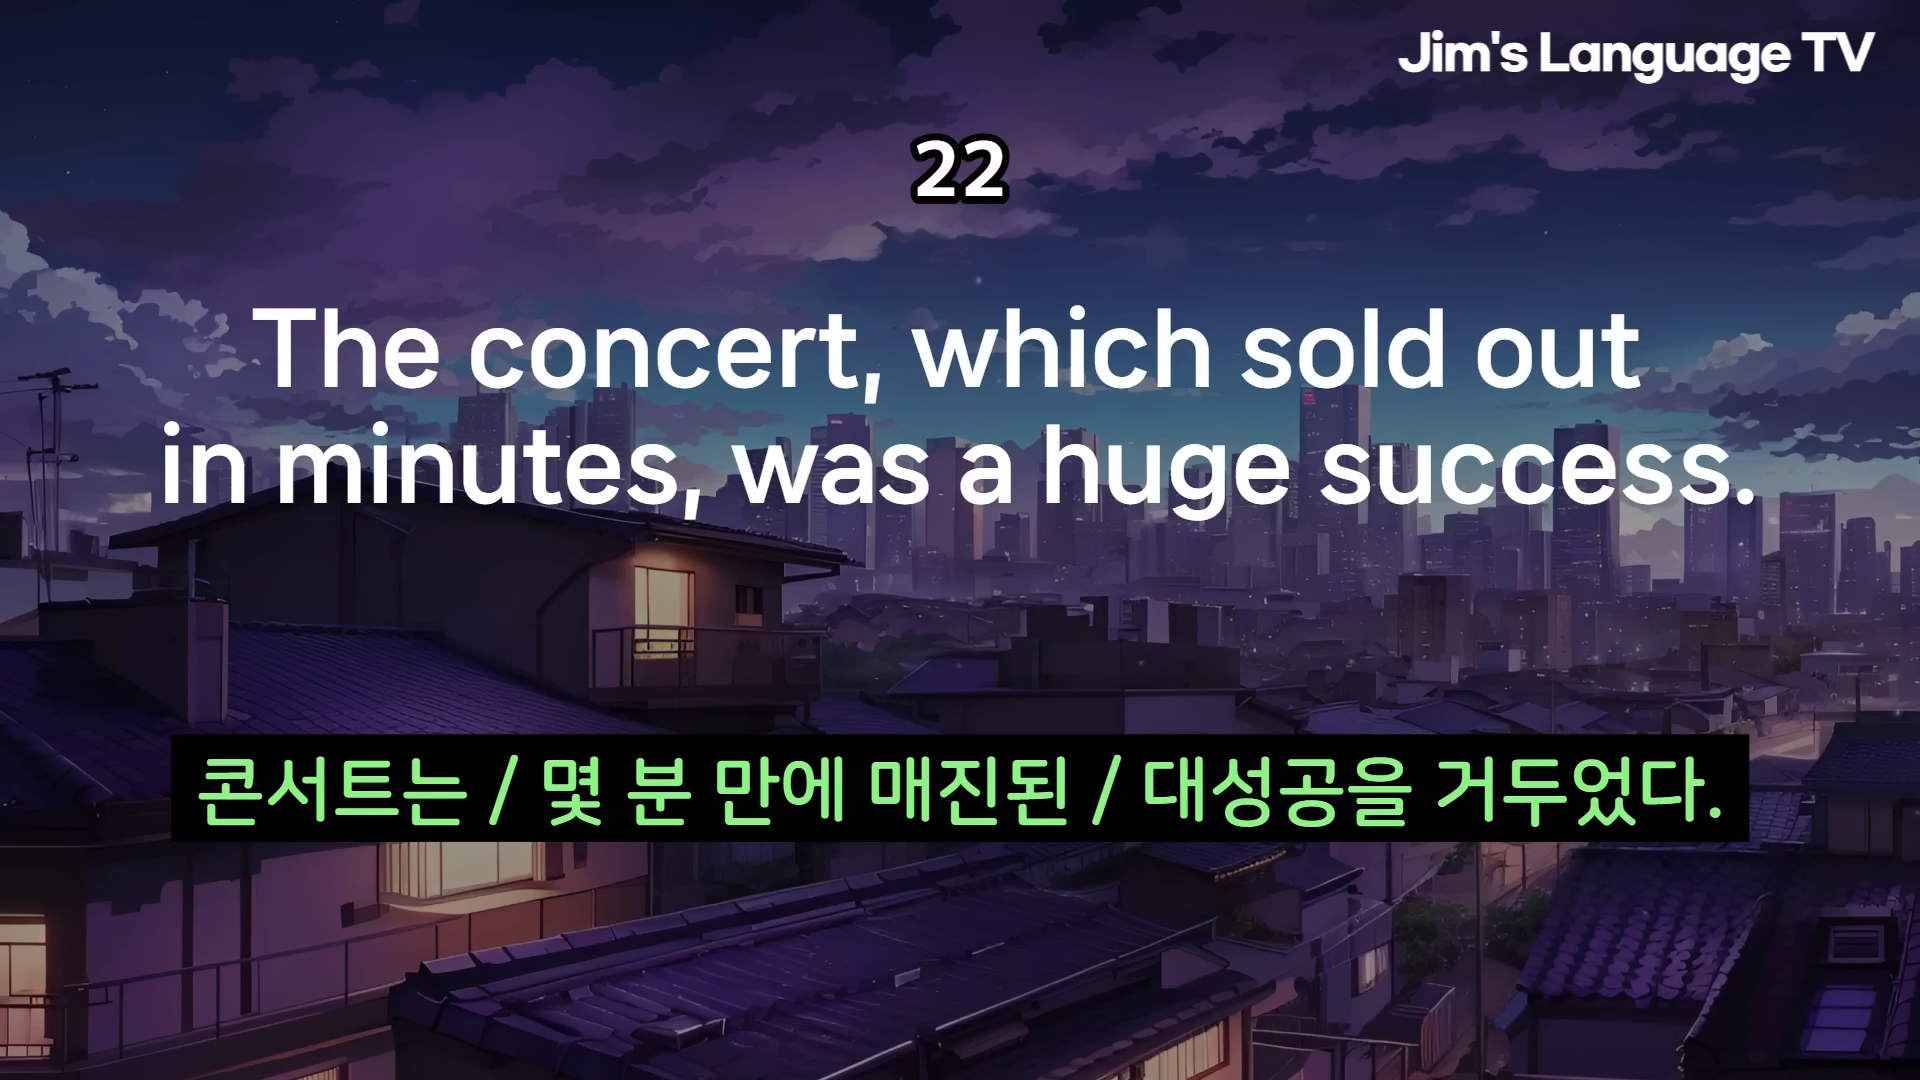 Jim's Language TV
22
The concert, which sold out
in minutes, was a huge success.
콘서트는 / 몇 분 만에 매진된 / 대성공을 거두었다.